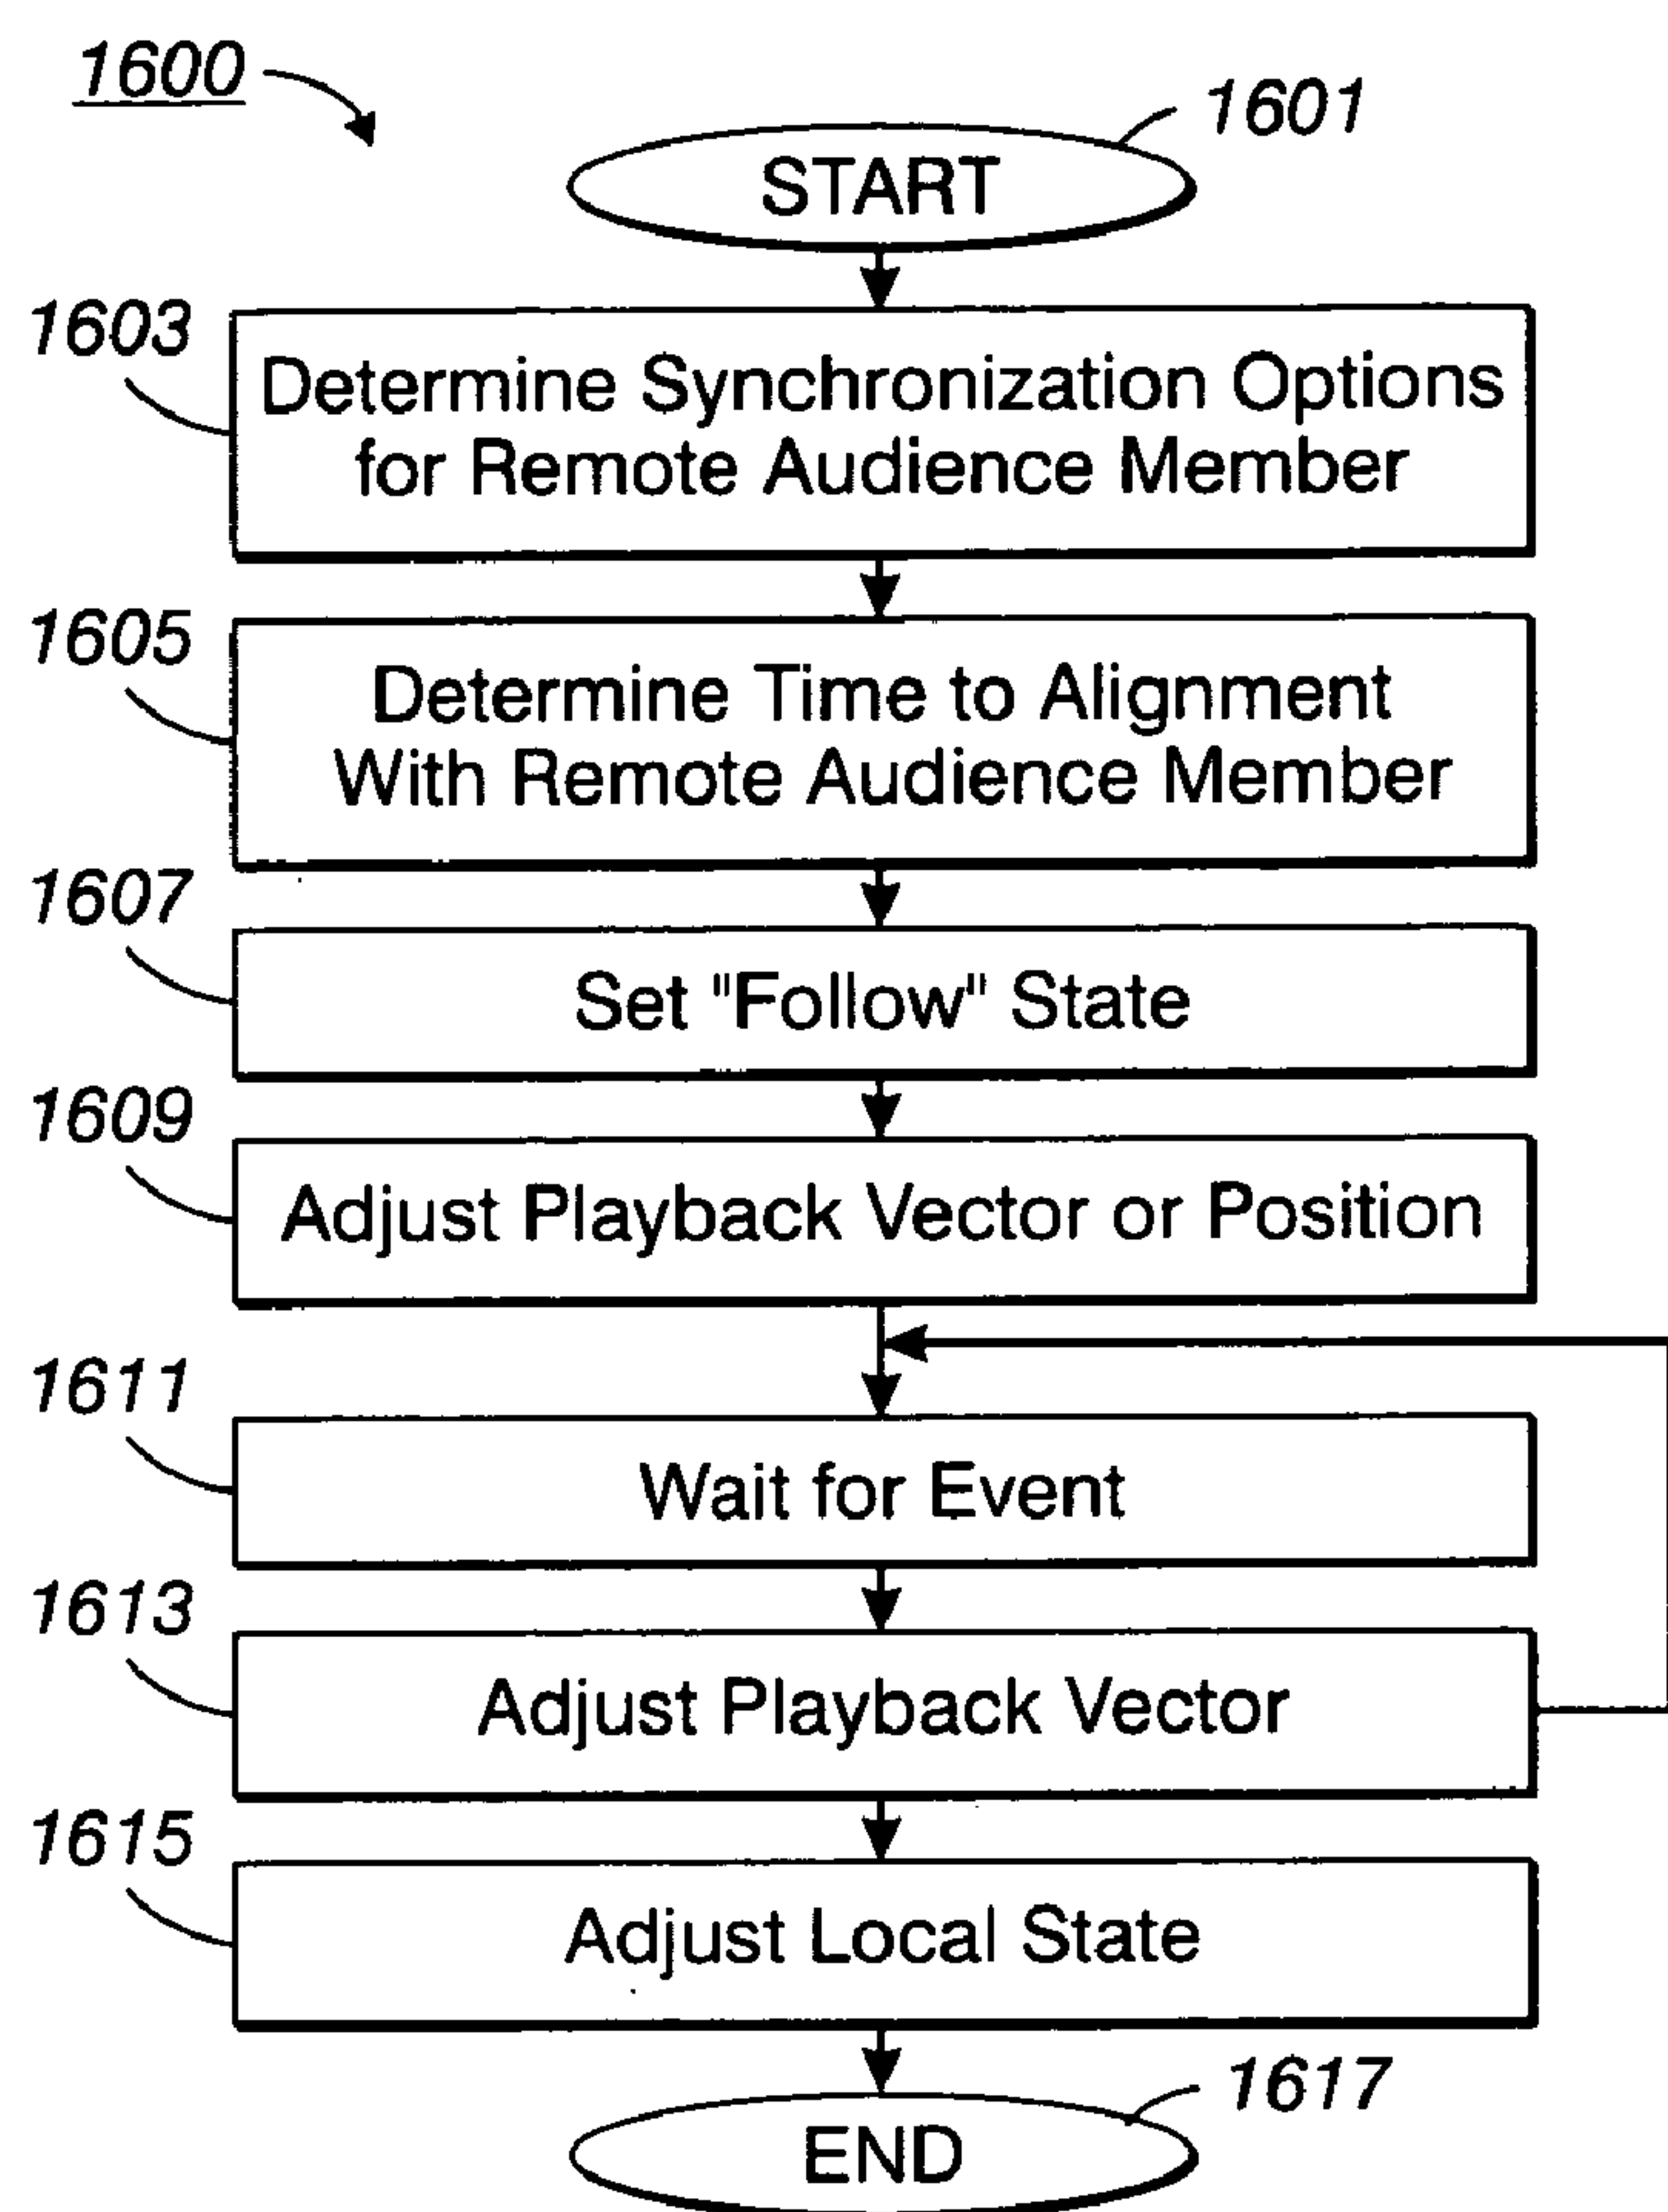 1600
1601
START
1603
Determine Synchronization Options
for Remote Audience Member
1605
Determine Time to Alignment
With Remote Audience Member
1607
Set "Follow" State
1609
Adjust Playback Vector or Position
1611
Wait for Event
1613
Adjust Playback Vector
1615
Adjust Local State
1617
END